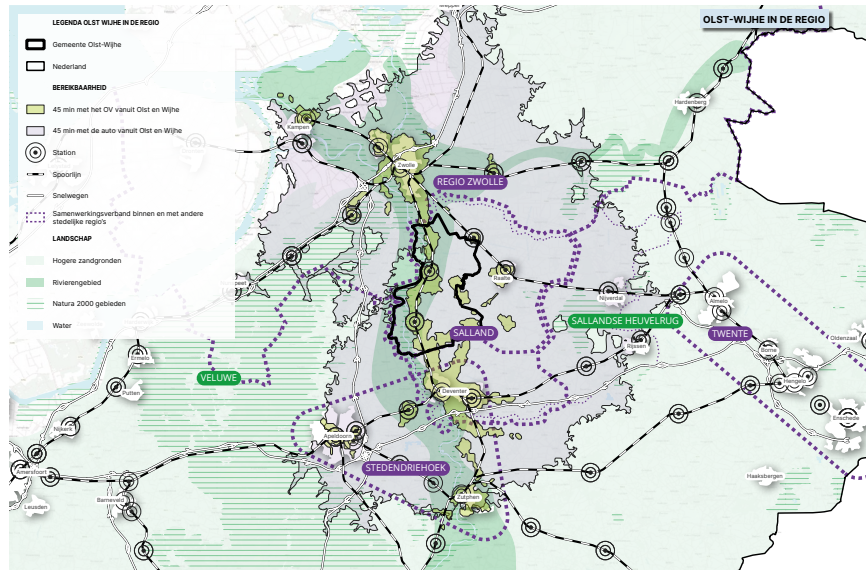 OLST-WIJHE IN DE REGIO
LEGENDA OLST WIJHE IN DE REGIO
Gemeente Olst-Wijhe
Nederland
BEREIKBAARHEID
45 min met het OV vanuit Olst en Wijhe
45 min met de auto vanuit Olst en Wijhe
Station
Spoorlijn
Snelwegen
Samenwerkingsverband binnen en met andere
stedelijke regio's
LANDSCHAP
Hogere zandgronden
Rivierengebied
Natura 2000 gebieden
Water
Hardenberg
Kampen
Zwolle
REGIO ZWOLLE
Raalte
Nijverdal
Almelo
SALLANDSE HEUVELRUG
SALLAND
TWENTE
Oldenzaal
Rijssen
Borne
Ermelo
VELUWE
Hengelo
Putten
Deventer
Enschede
Nijkerk
Apeldoorn
STEDENDRIEHOEK
Amersfoort
Haaksbergen
Barneveld
Zutphen
Leusden